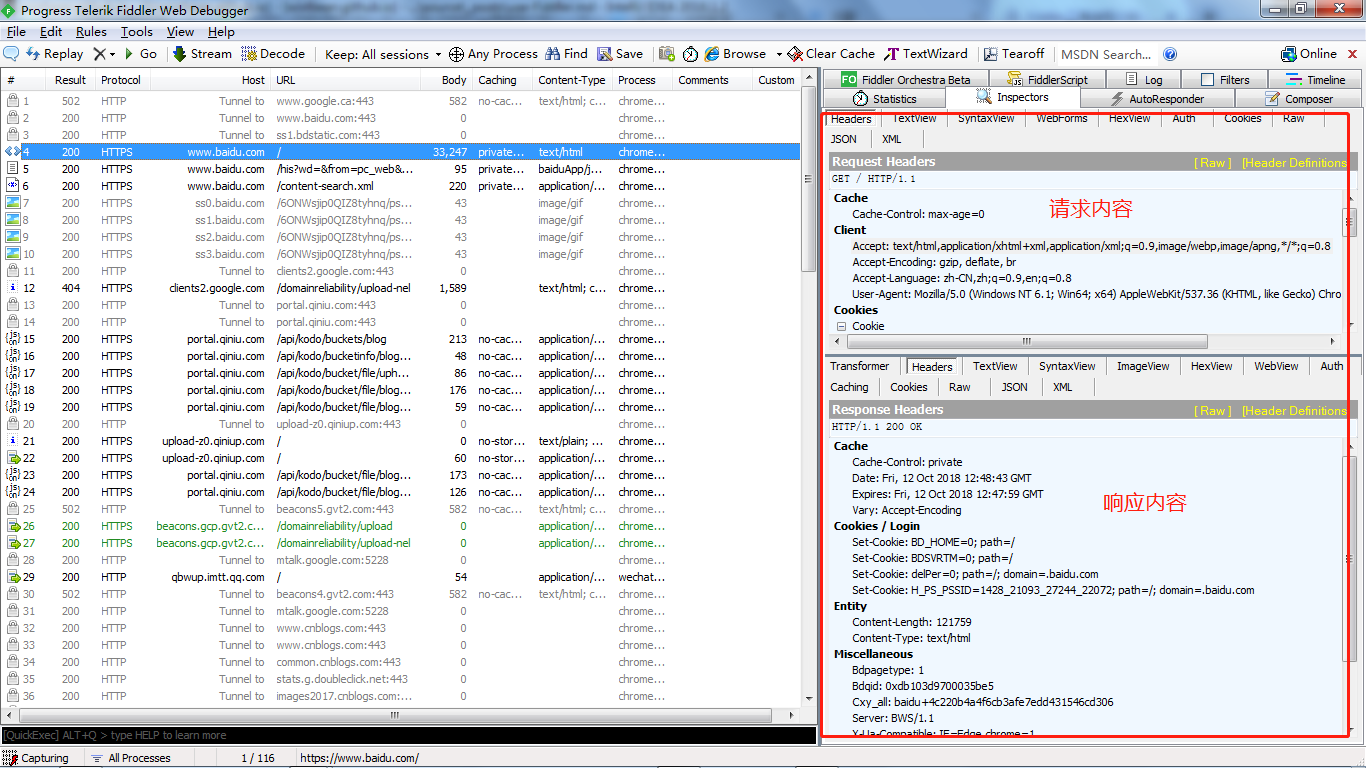 Progress Telerik Fiddler Web Debugger
File Edit Rules Tools View Help
Replay Go Stream Decode Keep: All sessions Any Process Find Save Browse Clear Cache TextWizard Tearoff MSDN Search... Online
# Result Protocol Host URL Body Caching Content-Type Process Comments Custom
1 502 HTTP Tunnel to www.google.ca:443 582 no-cac... text/html; c... chrome...
2 200 HTTP Tunnel to www.baidu.com:443 0 chrome...
3 200 HTTP Tunnel to ss1.bdstatic.com:443 0 chrome...
4 200 HTTPS www.baidu.com / 33,247 private... text/html chrome...
5 200 HTTPS www.baidu.com /his?wd=&from=pc_web&... 95 private... baiduApp/j... chrome...
6 200 HTTPS www.baidu.com /content-search.xml 220 private... application/... chrome...
7 200 HTTPS ss0.baidu.com /6ONWsjip0QIZ8tyhnq/ps... 43 image/gif chrome...
8 200 HTTPS ss1.baidu.com /6ONWsjip0QIZ8tyhnq/ps... 43 image/gif chrome...
9 200 HTTPS ss2.baidu.com /6ONWsjip0QIZ8tyhnq/ps... 43 image/gif chrome...
10 200 HTTPS ss3.baidu.com /6ONWsjip0QIZ8tyhnq/ps... 43 image/gif chrome...
11 200 HTTP Tunnel to clients2.google.com:443 0 chrome...
12 404 HTTPS clients2.google.com /domainreliability/upload-nel 1,589 text/html; c... chrome...
13 200 HTTP Tunnel to portal.qiniu.com:443 0 chrome...
14 200 HTTP Tunnel to portal.qiniu.com:443 0 chrome...
15 200 HTTPS portal.qiniu.com /api/kodo/buckets/blog 213 no-cac... application/... chrome...
16 200 HTTPS portal.qiniu.com /api/kodo/bucketinfo/blog... 48 no-cac... application/... chrome...
17 200 HTTPS portal.qiniu.com /api/kodo/bucket/file/uph... 86 no-cac... application/... chrome...
18 200 HTTPS portal.qiniu.com /api/kodo/bucket/file/blog... 176 no-cac... application/... chrome...
19 200 HTTPS portal.qiniu.com /api/kodo/bucket/file/blog... 59 no-cac... application/... chrome...
20 200 HTTP Tunnel to upload-z0.qiniup.com:443 0 chrome...
21 200 HTTPS upload-z0.qiniup.com / 0 no-stor... text/plain; ... chrome...
22 200 HTTPS upload-z0.qiniup.com / 60 no-stor... application/... chrome...
23 200 HTTPS portal.qiniu.com /api/kodo/bucket/file/blog... 173 no-cac... application/... chrome...
24 200 HTTPS portal.qiniu.com /api/kodo/bucket/file/blog... 126 no-cac... application/... chrome...
25 502 HTTP Tunnel to beacons5.gvt2.com:443 582 no-cac... text/html; c... chrome...
26 200 HTTPS beacons.gcp.gvt2.c... /domainreliability/upload 0 application/... chrome...
27 200 HTTPS beacons.gcp.gvt2.c... /domainreliability/upload-nel 0 application/... chrome...
28 200 HTTP Tunnel to mtalk.google.com:5228 0 chrome...
29 200 HTTP qbwup.imtt.qq.com / 54 application/... wechat...
30 502 HTTP Tunnel to beacons4.gvt2.com:443 582 no-cac... text/html; c... chrome...
31 200 HTTP Tunnel to mtalk.google.com:5228 0 chrome...
32 200 HTTP Tunnel to www.cnblogs.com:443 0 chrome...
33 200 HTTP Tunnel to www.cnblogs.com:443 0 chrome...
34 200 HTTP Tunnel to common.cnblogs.com:443 0 chrome...
35 200 HTTP Tunnel to stats.g.doubleclick.net:443 0 chrome...
36 200 HTTP Tunnel to images2017.cnblogs.com:... 0 chrome...
[QuickExec] ALT+Q > type HELP to learn more
Capturing All Processes 1 / 116 https://www.baidu.com/
FO Fiddler Orchestra Beta FiddlerScript Log Filters Timeline
Statistics Inspectors AutoResponder Composer
Headers TextView SyntaxView WebForms HexView Auth Cookies Raw
JSON XML
Request Headers [ Raw ] [Header Definitions
GET / HTTP/1.1
Cache
Cache-Control: max-age=0
请求内容
Client
Accept: text/html,application/xhtml+xml,application/xml;q=0.9,image/webp,image/apng,*/*;q=0.8
Accept-Encoding: gzip, deflate, br
Accept-Language: zh-CN,zh;q=0.9,en;q=0.8
User-Agent: Mozilla/5.0 (Windows NT 6.1; Win64; x64) AppleWebKit/537.36 (KHTML, like Gecko) Chro
Cookies
Cookie
Transformer Headers TextView SyntaxView ImageView HexView WebView Auth
Caching Cookies Raw JSON XML
Response Headers [ Raw ] [Header Definitions
HTTP/1.1 200 OK
Cache
Cache-Control: private
Date: Fri, 12 Oct 2018 12:48:43 GMT
Expires: Fri, 12 Oct 2018 12:47:59 GMT
响应内容
Vary: Accept-Encoding
Cookies / Login
Set-Cookie: BD_HOME=0; path=/
Set-Cookie: BDSVRTM=0; path=/
Set-Cookie: delPer=0; path=/; domain=.baidu.com
Set-Cookie: H_PS_PSSID=1428_21093_27244_22072; path=/; domain=.baidu.com
Entity
Content-Length: 121759
Content-Type: text/html
Miscellaneous
Bdpagetype: 1
Bdqid: 0xdb103d9700035be5
Cxy_all: baidu+4c220b4a4f6cb3afe7edd431546cd306
Server: BWS/1.1
X-Ua-Compatible: IE=Edge,chrome=1